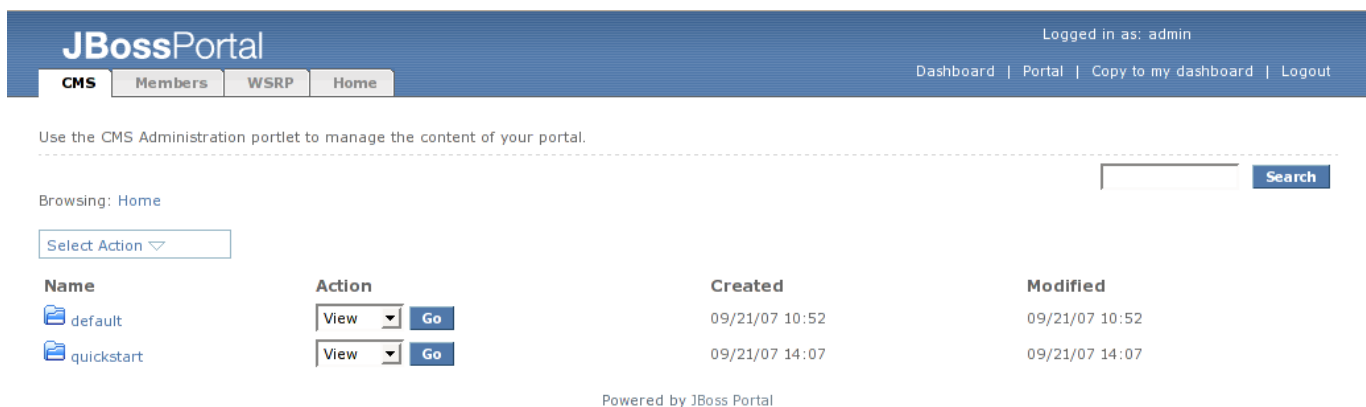 JBossPortal
Logged in as: admin
Dashboard | Portal | Copy to my dashboard | Logout
CMS Members WSRP Home
Use the CMS Administration portlet to manage the content of your portal.
Search
Browsing: Home
Select Action
Name Action Created Modified
default View Go 09/21/07 10:52 09/21/07 10:52
quickstart View Go 09/21/07 14:07 09/21/07 14:07
Powered by JBoss Portal